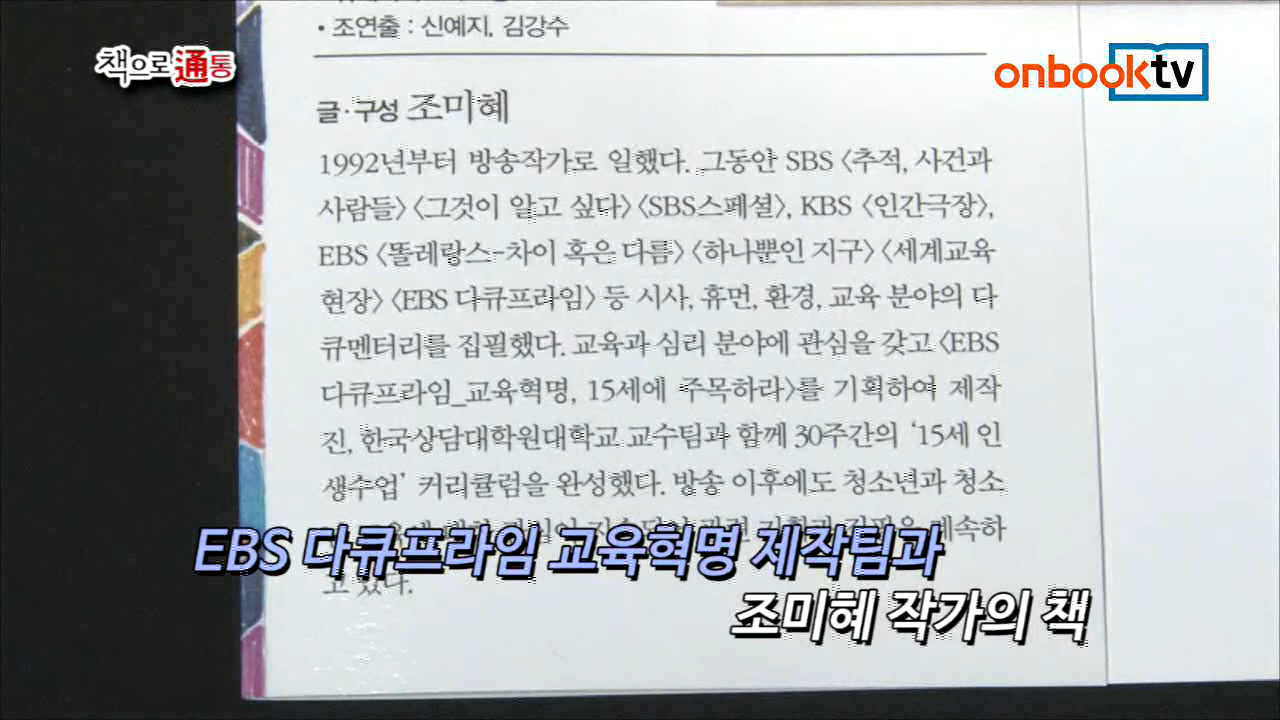 • 조연출 : 신예지, 김강수
책으로 通통
onbooktv
글·구성 조미혜
1992년부터 방송작가로 일했다. 그동안 SBS 〈추적, 사건과
사람들〉 〈그것이 알고 싶다〉 〈SBS스페셜〉, KBS 〈인간극장〉,
EBS 〈똘레랑스-차이 혹은 다름〉 〈하나뿐인 지구〉 〈세계교육
현장〉 〈EBS 다큐프라임〉 등 시사, 휴먼, 환경, 교육 분야의 다
큐멘터리를 집필했다. 교육과 심리 분야에 관심을 갖고 〈EBS
다큐프라임_교육혁명, 15세에 주목하라〉를 기획하여 제작
진, 한국상담대학원대학교 교수팀과 함께 30주간의 ‘15세 인
생수업’ 커리큘럼을 완성했다. 방송 이후에도 청소년과 청소
계속하
고 있다.
EBS 다큐프라임 교육혁명 제작팀과
조미혜 작가의 책